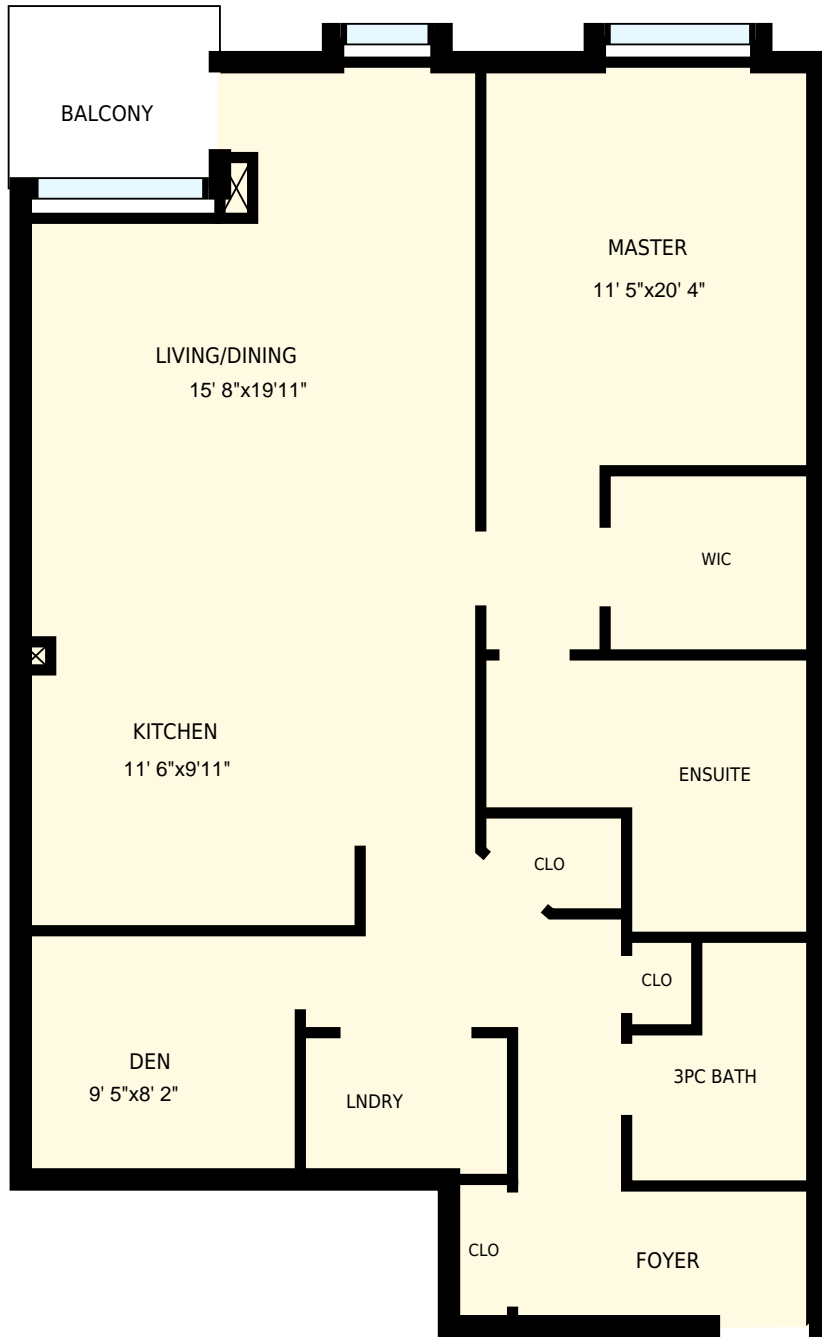 BALCONY
MASTER
11' 5"x20' 4"
LIVING/DINING
15' 8"x19'11"
WIC
KITCHEN
11' 6"x9'11"
ENSUITE
CLO
CLO
DEN
9' 5"x8' 2"
3PC BATH
LNDRY
CLO
FOYER